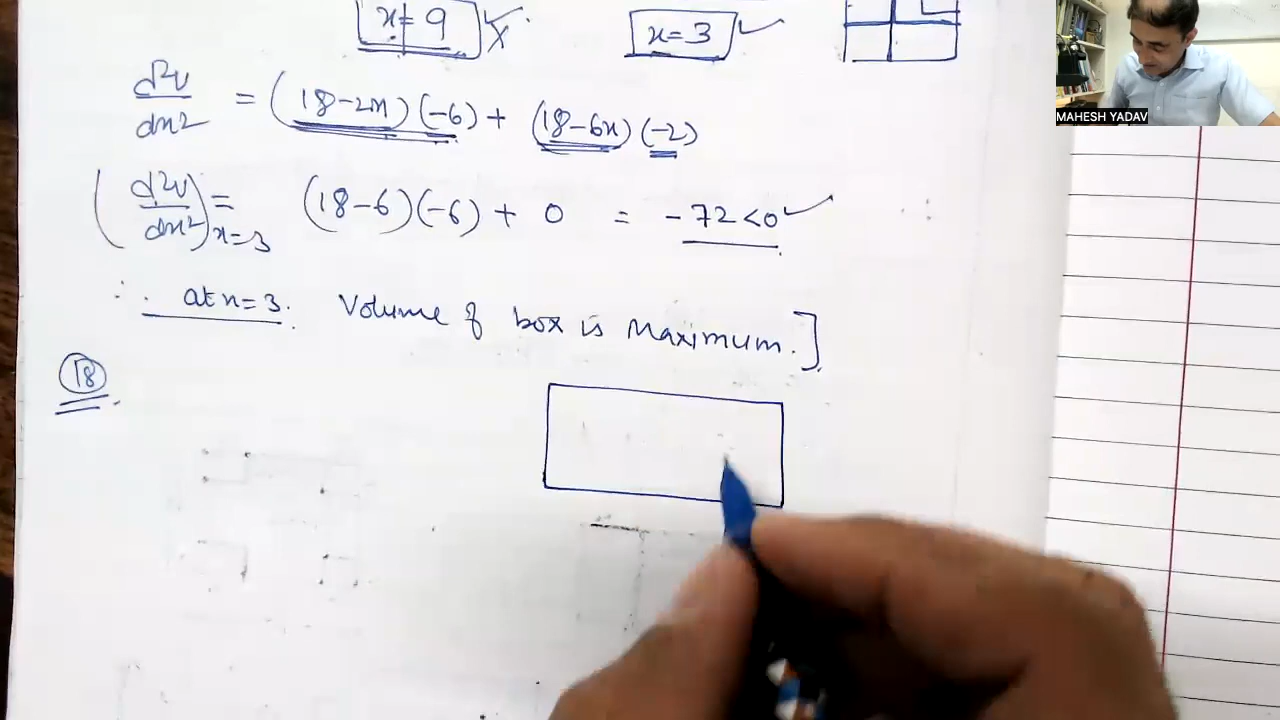 x≠9 x=3
MAHESH YADAV
d²v/dx² = (18-2x)(-6) + (18-6x)(-2)
(d²v/dx²)x=3 = (18-6)(-6) + 0 = -72<0
∴ at x=3. Volume of box is Maximum.]
18